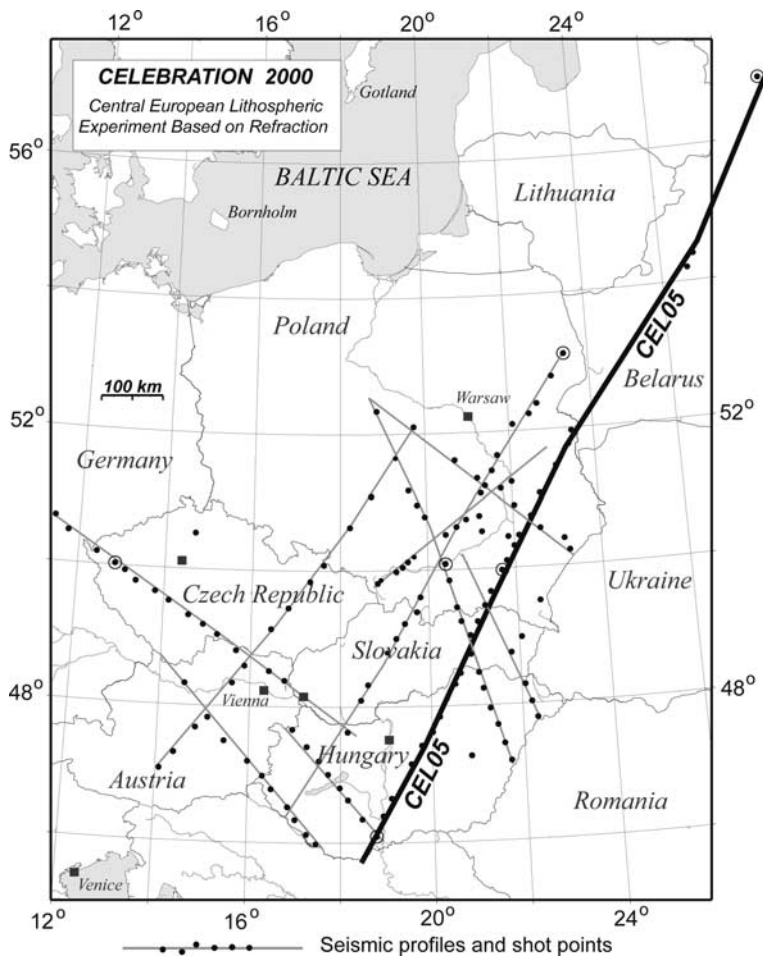 12° 16° 20° 24°
CELEBRATION 2000
Central European Lithospheric
Experiment Based on Refraction
Gotland
56°
BALTIC SEA
Lithuania
Bornholm
Poland
CEL05
100 km
Belarus
Warsaw
52° 52°
Germany
Czech Republic
Ukraine
Slovakia
48° 48°
Vienna
Hungary
CEL05
Austria
Romania
Venice
12° 16° 20° 24°
Seismic profiles and shot points